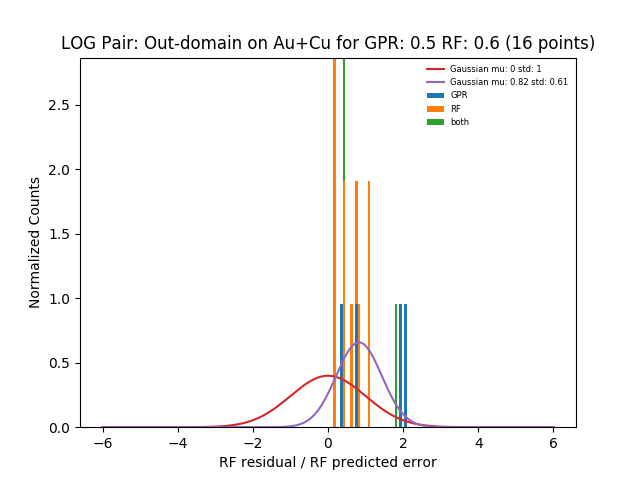 LOG Pair: Out-domain on Au+Cu for GPR: 0.5 RF: 0.6 (16 points)
Gaussian mu: 0 std: 1
Gaussian mu: 0.82 std: 0.61
GPR
RF
both
Normalized Counts
2.5
2.0
1.5
1.0
0.5
0.0
−6 −4 −2 0 2 4 6
RF residual / RF predicted error